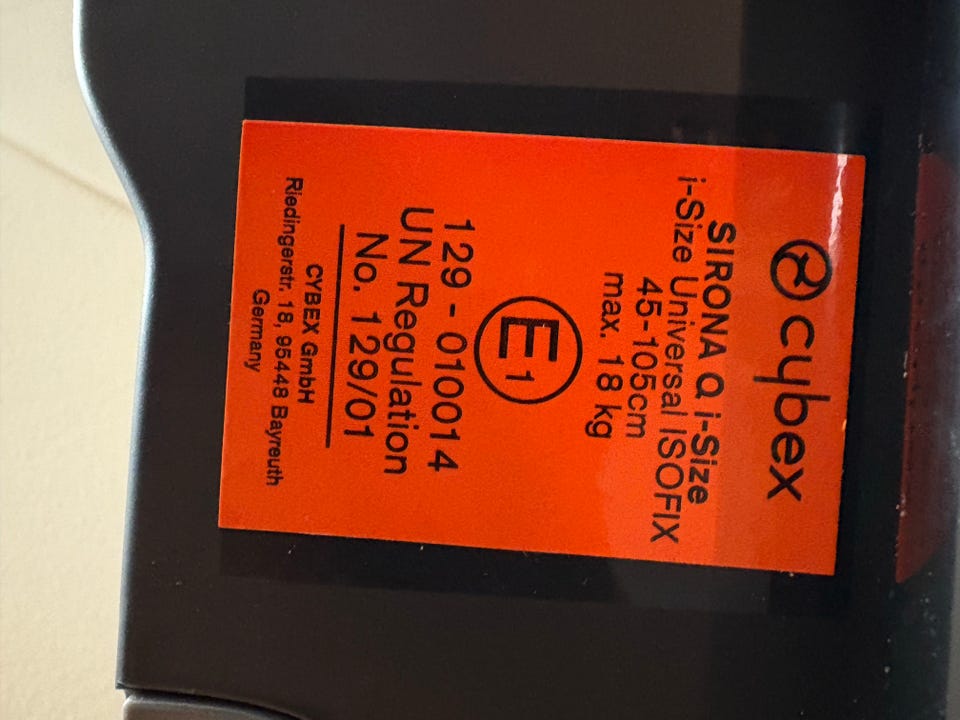 cybex
SIRONA Q i-Size
i-Size Universal ISOFIX
45-105cm
max. 18 kg
E1
129 - 010014
UN Regulation
No. 129/01
CYBEX GmbH
Riedingerstr. 18, 95448 Bayreuth
Germany